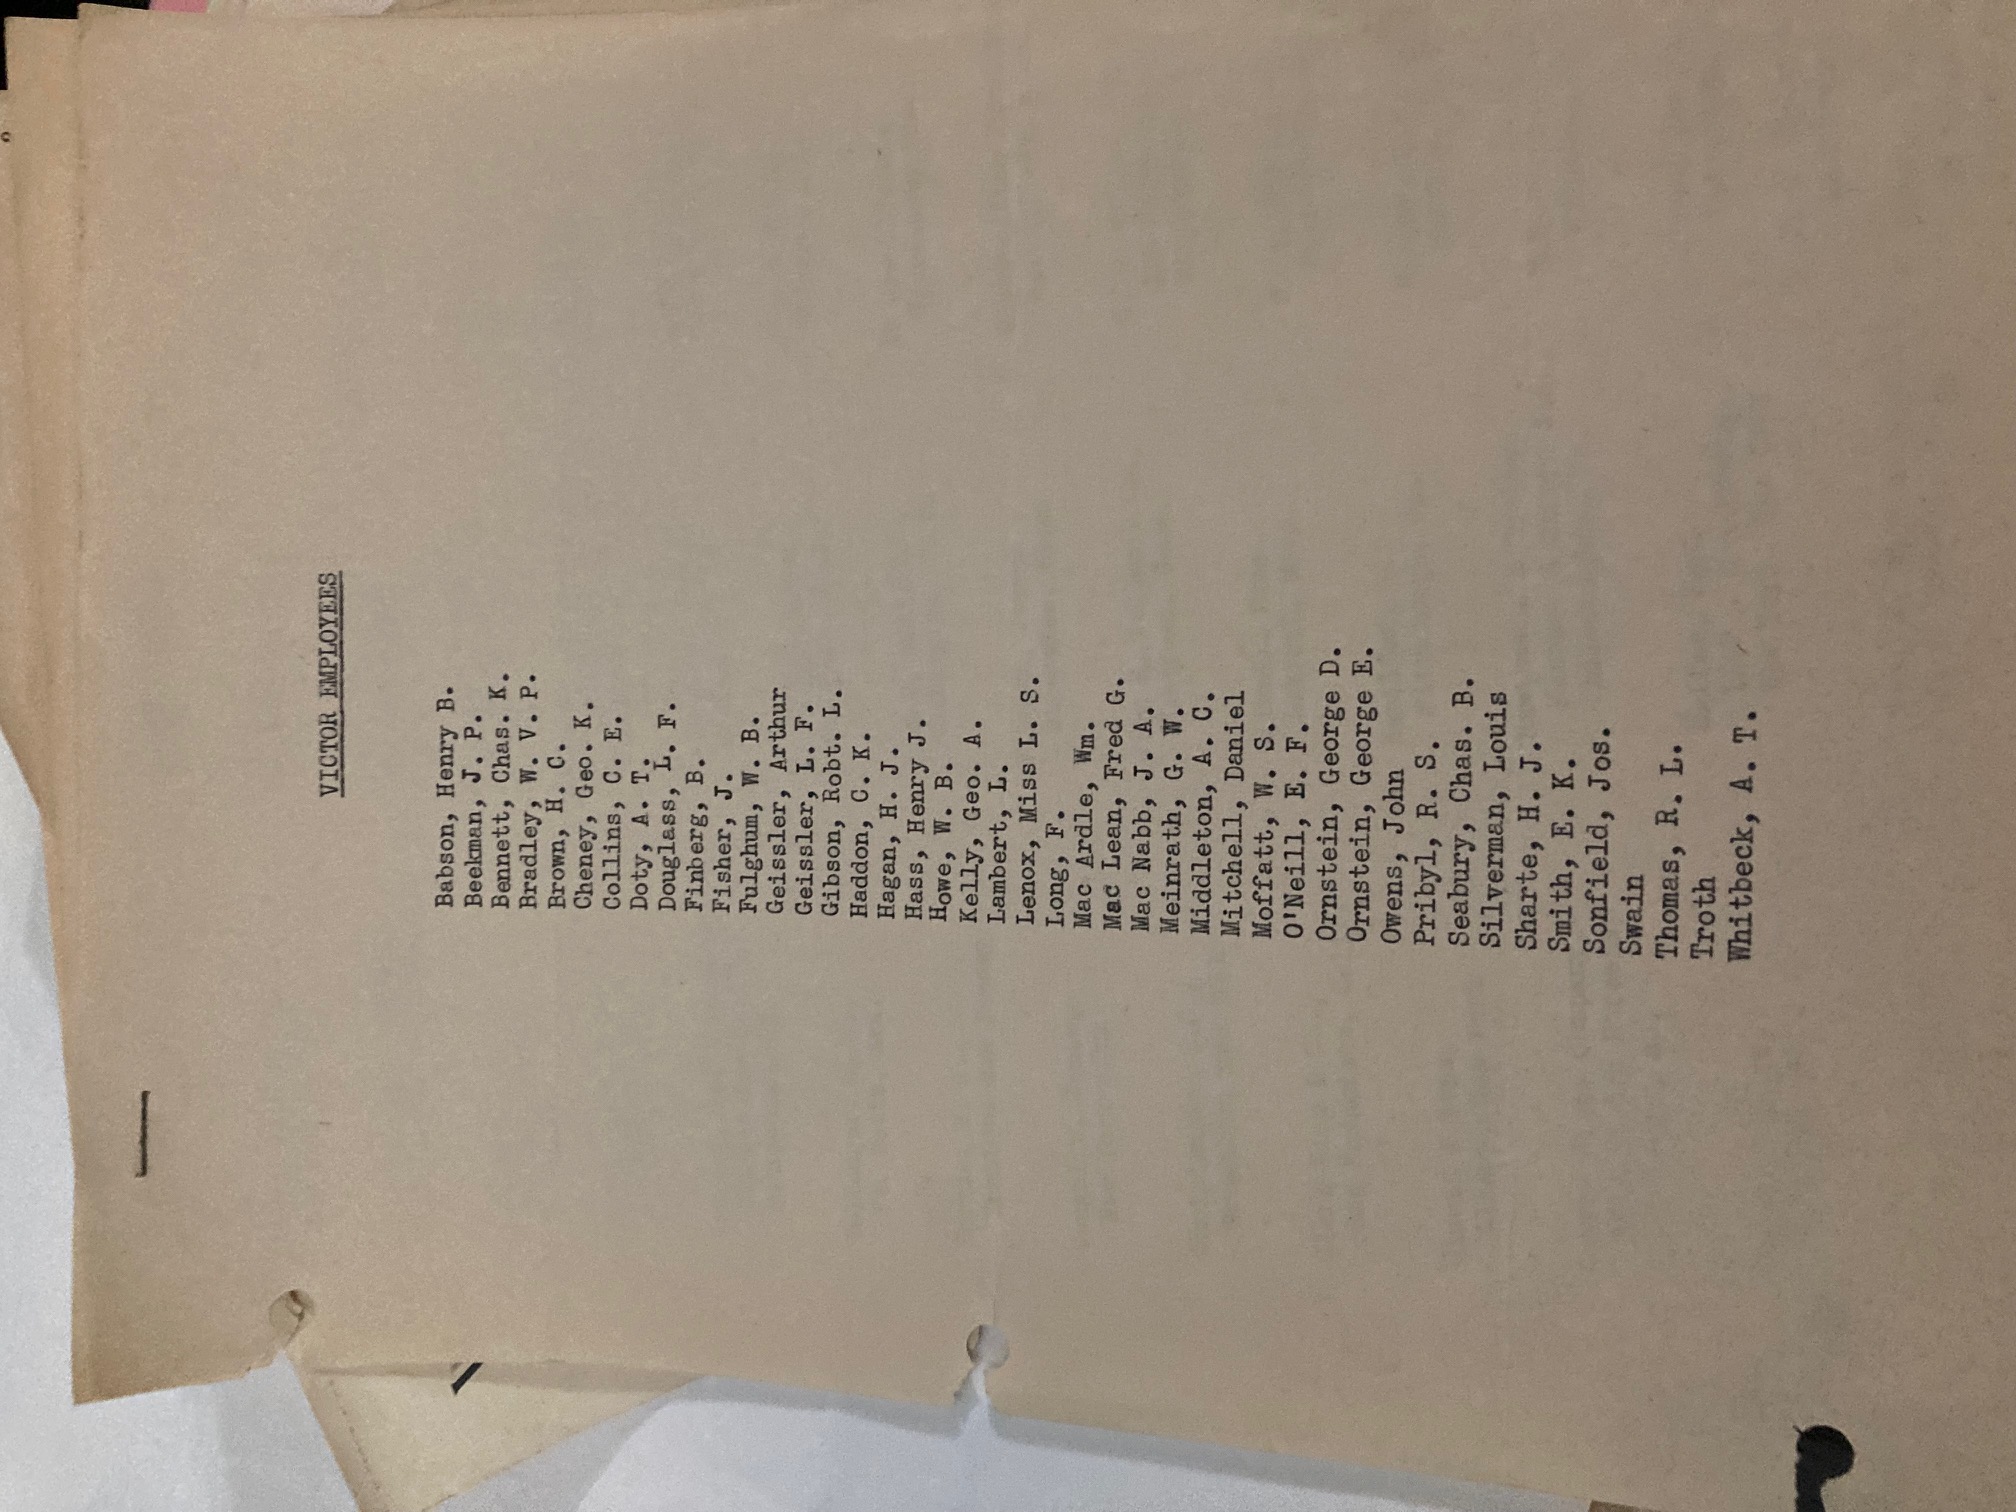 VICTOR EMPLOYEES
Babson, Henry B.
Beekman, J. P.
Bennett, Chas. K.
Bradley, W. V. P.
Brown, H. C.
Cheney, Geo. K.
Collins, C. E.
Doty, A. T.
Douglass, L. F.
Finberg, B.
Fisher, J.
Fulghum, W. B.
Geissler, Arthur
Geissler, L. F.
Gibson, Robt. L.
Haddon, C. K.
Hagan, H. J.
Hass, Henry J.
Howe, W. B.
Kelly, Geo. A.
Lambert, L.
Lenox, Miss L. S.
Long, F.
Mac Ardle, Wm.
Mac Lean, Fred G.
Mac Nabb, J. A.
Meinrath, G. W.
Middleton, A. C.
Mitchell, Daniel
Moffatt, W. S.
O'Neill, E. F.
Ornstein, George D.
Ornstein, George E.
Owens, John
Pribyl, R. S.
Seabury, Chas. B.
Silverman, Louis
Sharte, H. J.
Smith, E. K.
Sonfield, Jos.
Swain
Thomas, R. L.
Troth
Whitbeck, A. T.